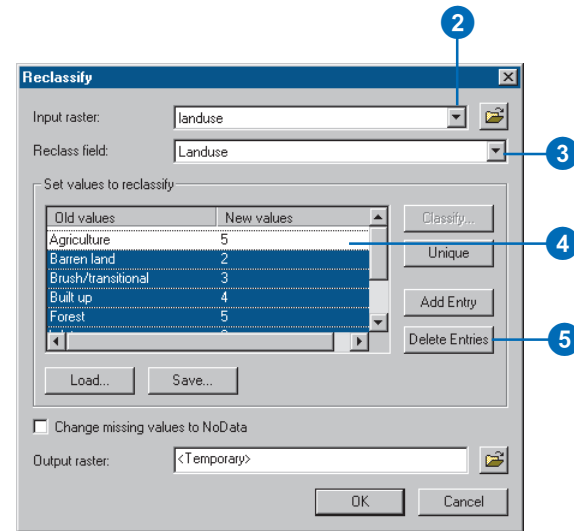 2
Reclassify
Input raster: landuse
Reclass field: Landuse
3
Set values to reclassify
Old values New values
Classify...
Agriculture 5
4
Barren land 2
Unique
Brush/transitional 3
Built up 4
Add Entry
Forest 5
Delete Entries
5
Load... Save...
Change missing values to NoData
Output raster: <Temporary>
OK Cancel